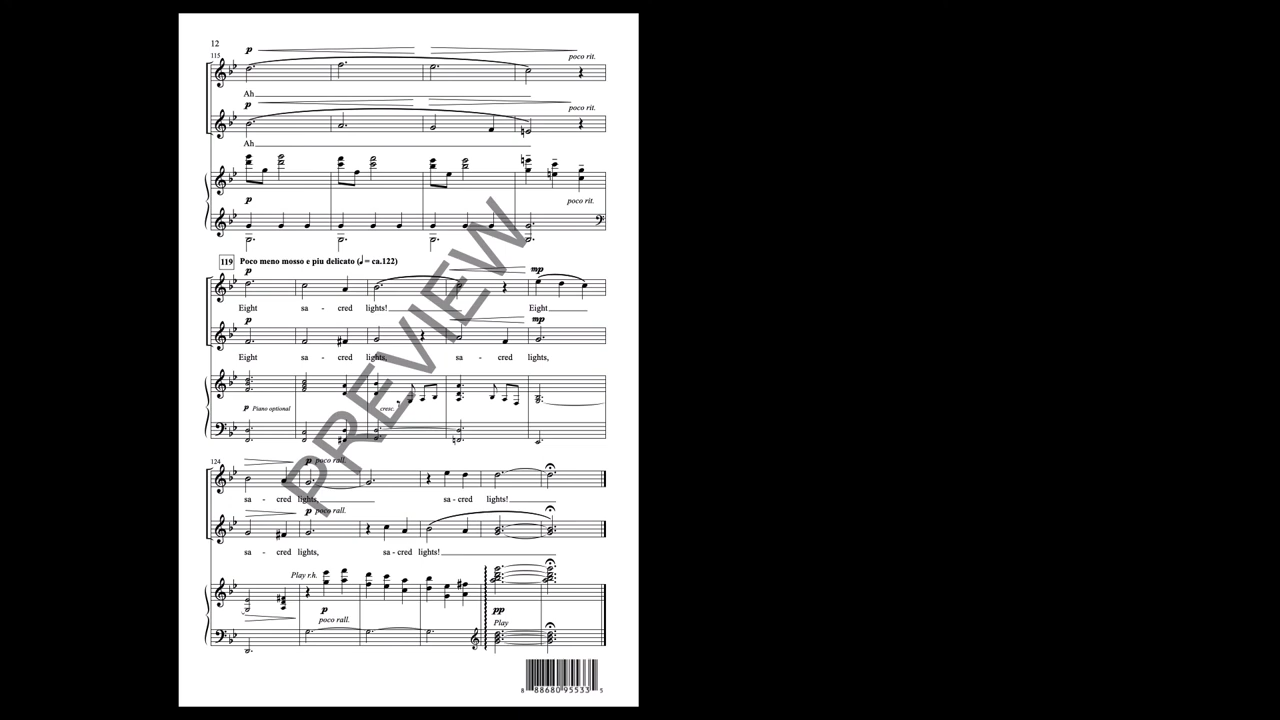 12
115
p
poco rit.
Ah
p
poco rit.
Ah
p
poco rit.
119 Poco meno mosso e piu delicato (♩ = ca.122)
p
mp
Eight sa - cred lights! Eight
p
mp
Eight sa - cred lights, sa - cred lights,
p Piano optional
cresc.
124
p poco rall.
sa - cred lights, sa - cred lights!
p poco rall.
sa - cred lights, sa - cred lights!
Play r.h.
p
poco rall.
pp
Play
PREVIEW
8 88680 95533 5